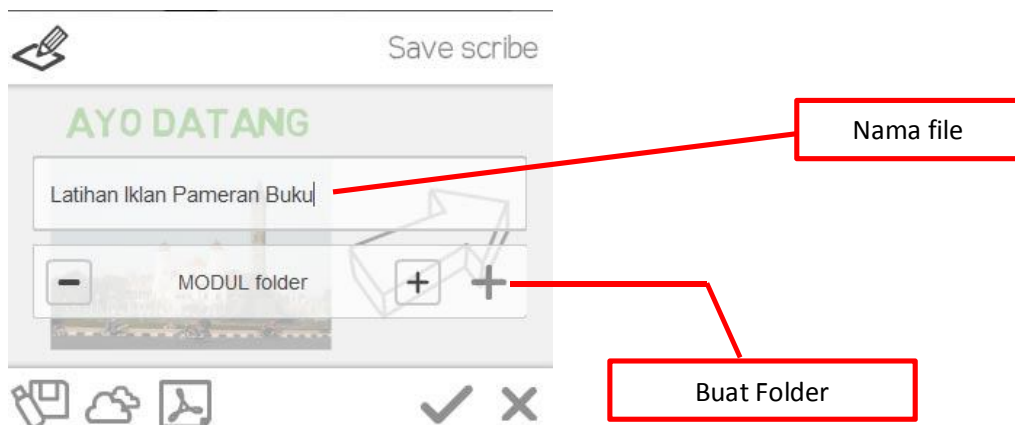 Save scribe
AYO DATANG
Nama file
Latihan Iklan Pameran Buku
MODUL folder
Buat Folder